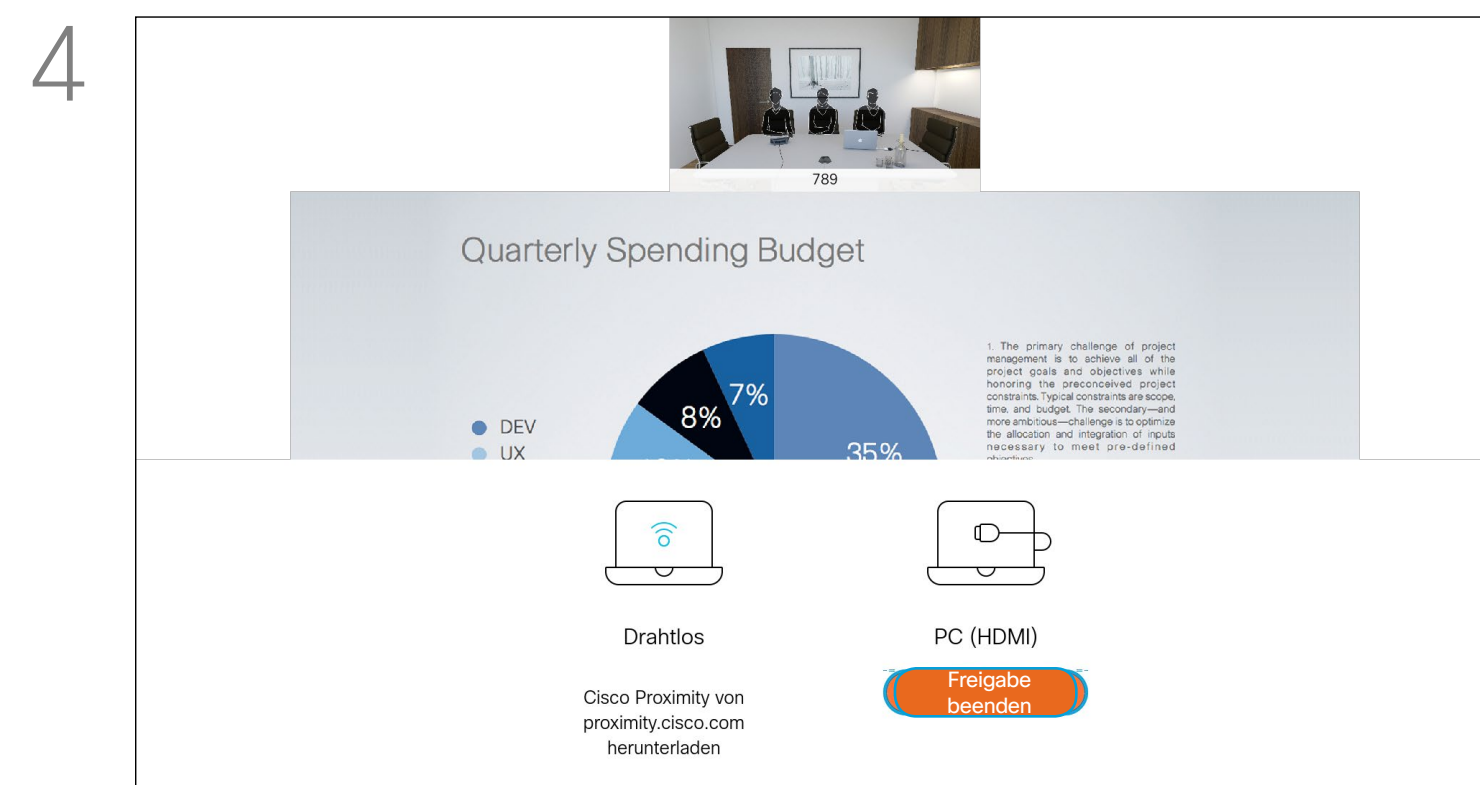 4
789
Quarterly Spending Budget
7%
8%
35%
DEV
UX
1. The primary challenge of project
management is to achieve all of the
project goals and objectives while
honoring the preconceived project
constraints. Typical constraints are scope,
time, and budget. The secondary—and
more ambitious—challenge is to optimize
the allocation and integration of inputs
necessary to meet pre-defined
Drahtlos
Cisco Proximity von
proximity.cisco.com
herunterladen
PC (HDMI)
Freigabe
beenden